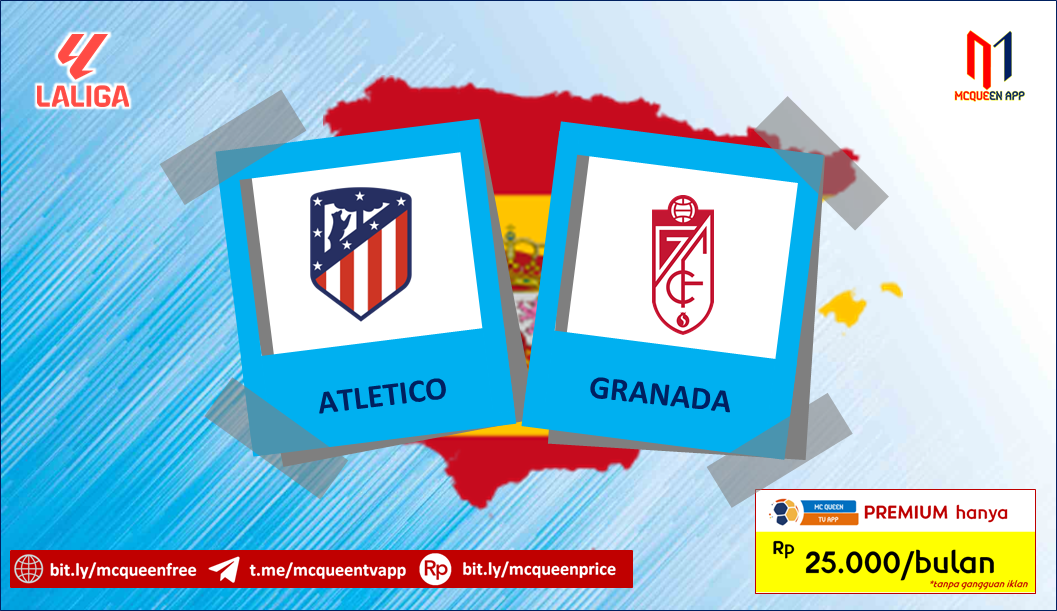 LALIGA
MCQUEEN APP
ATLETICO
GRANADA
MC QUEEN
TV APP
PREMIUM hanya
Rp 25.000/bulan
*tanpa gangguan iklan
bit.ly/mcqueenfree
t.me/mcqueentvapp
Rp
bit.ly/mcqueenprice